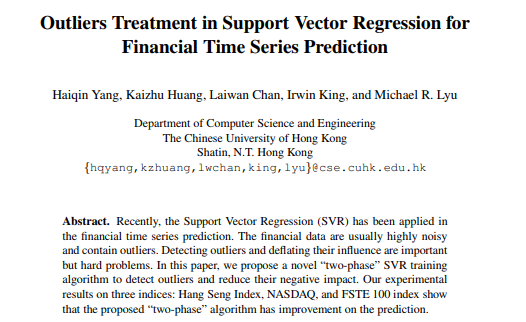 Outliers Treatment in Support Vector Regression for
Financial Time Series Prediction
Haiqin Yang, Kaizhu Huang, Laiwan Chan, Irwin King, and Michael R. Lyu
Department of Computer Science and Engineering
The Chinese University of Hong Kong
Shatin, N.T. Hong Kong
{hqyang,kzhuang,lwchan,king,lyu}@cse.cuhk.edu.hk
Abstract. Recently, the Support Vector Regression (SVR) has been applied in
the financial time series prediction. The financial data are usually highly noisy
and contain outliers. Detecting outliers and deflating their influence are important
but hard problems. In this paper, we propose a novel “two-phase” SVR training
algorithm to detect outliers and reduce their negative impact. Our experimental
results on three indices: Hang Seng Index, NASDAQ, and FSTE 100 index show
that the proposed “two-phase” algorithm has improvement on the prediction.